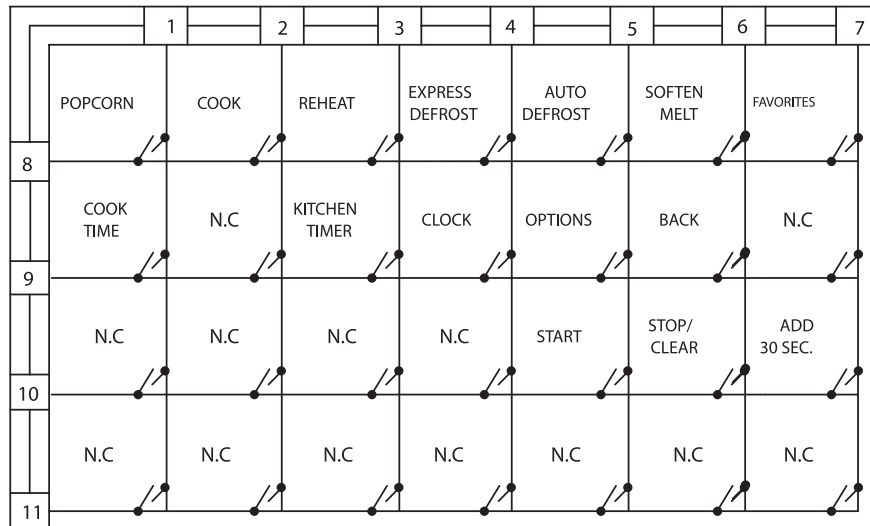 1 2 3 4 5 6 7
POPCORN COOK REHEAT EXPRESS DEFROST AUTO DEFROST SOFTEN MELT FAVORITES
8
COOK TIME N.C KITCHEN TIMER CLOCK OPTIONS BACK N.C
9
N.C N.C N.C N.C START STOP/ CLEAR ADD 30 SEC.
10
N.C N.C N.C N.C N.C N.C N.C
11